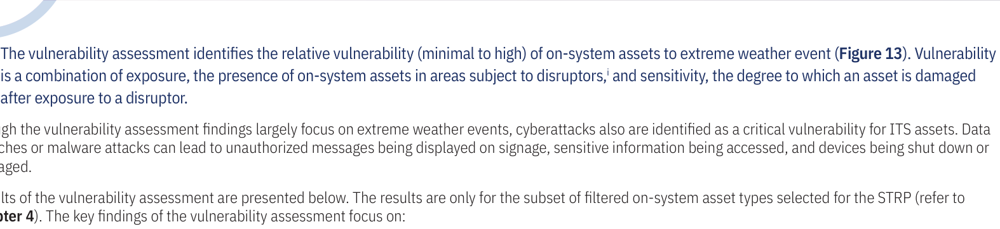 The vulnerability assessment identifies the relative vulnerability (minimal to high) of on-system assets to extreme weather event (Figure 13). Vulnerability
is a combination of exposure, the presence of on-system assets in areas subject to disruptors,ⁱ and sensitivity, the degree to which an asset is damaged
after exposure to a disruptor.
the vulnerability assessment findings largely focus on extreme weather events, cyberattacks also are identified as a critical vulnerability for ITS assets. Data
or malware attacks can lead to unauthorized messages being displayed on signage, sensitive information being accessed, and devices being shut down or
of the vulnerability assessment are presented below. The results are only for the subset of filtered on-system asset types selected for the STRP (refer to
4). The key findings of the vulnerability assessment focus on: